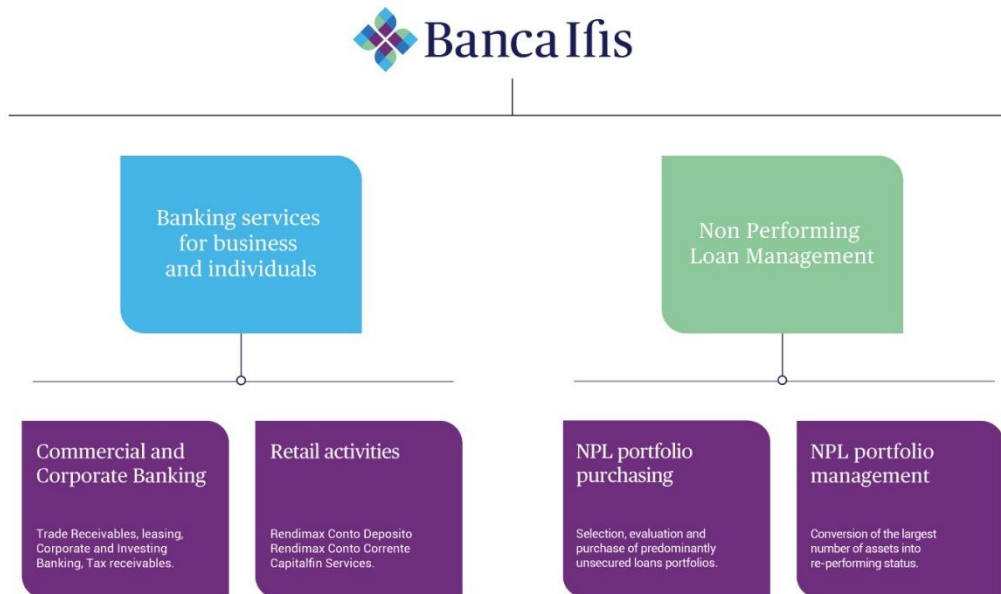 Banca Ifis
Banking services
for business
and individuals
Non Performing
Loan Management
Commercial and
Corporate Banking
Trade Receivables, leasing,
Corporate and Investing
Banking, Tax receivables.
Retail activities
Rendimax Conto Deposito
Rendimax Conto Corrente
Capitalfin Services.
NPL portfolio
purchasing
Selection, evaluation and
purchase of predominantly
unsecured loans portfolios.
NPL portfolio
management
Conversion of the largest
number of assets into
re-performing status.